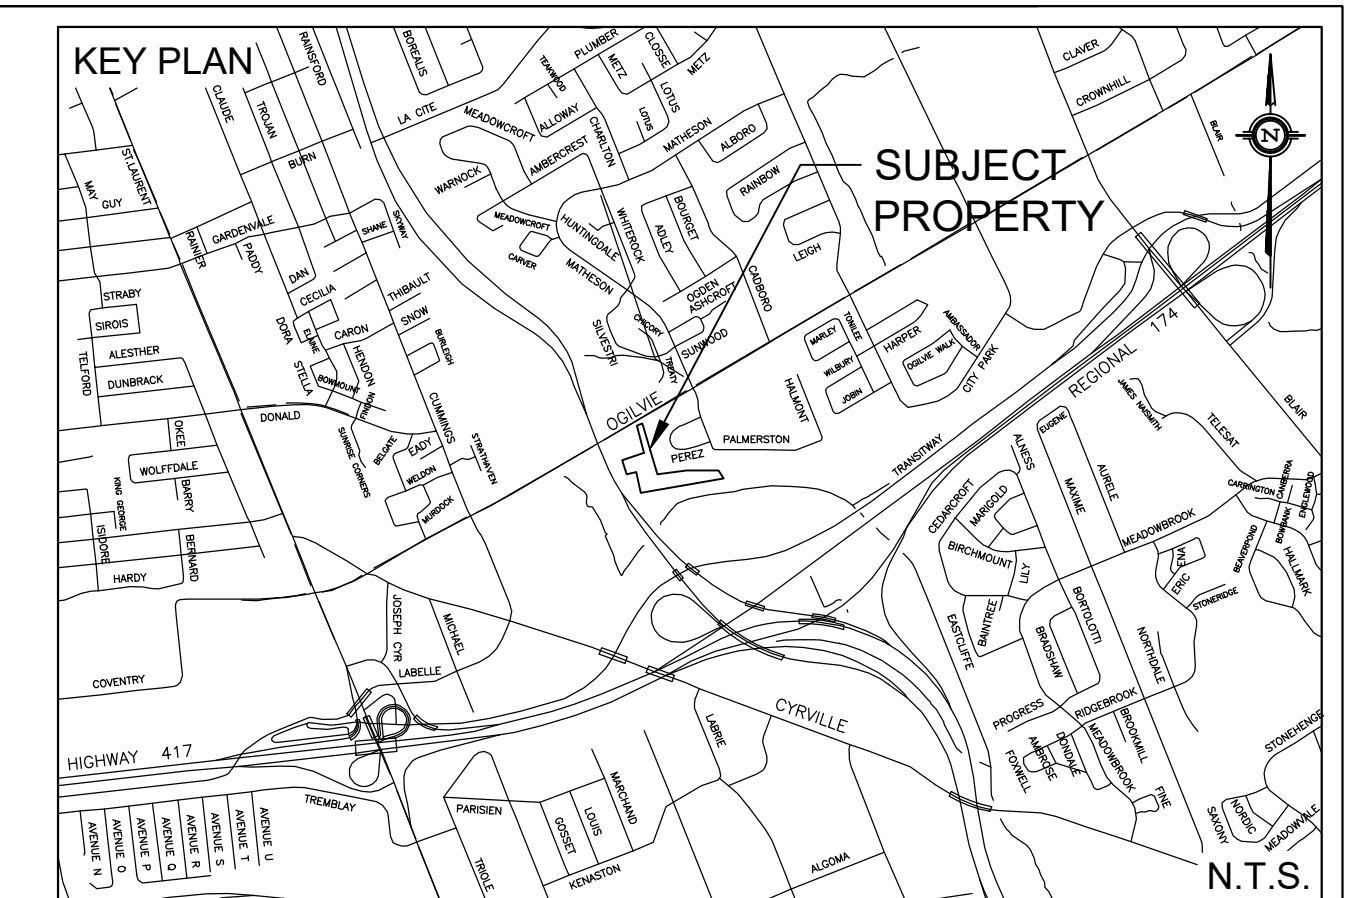 KEY PLAN
RAINSFORD
BOREALIS
PLUMBER
CLOSSE
METZ
METZ
CLAVER
CROWNHILL
TEAKWOOD
CLAUDE
TROJAN
LA CITE
MEADOWCROFT
ALLOWAY
LOTUS
LOTUS
CHARLTON
MATHESON
ALBORO
BLAIR
N
BURN
AMBERCREST
WARNOCK
RAINBOW
SUBJECT
PROPERTY
ST.LAURENT
MAY
GUY
GARDENVALE
RAINIER
PADDY
SHANE
SKYWAY
MEADOWCROFT
CARVER
HUNTINGDALE
MATHESON
WHITEROCK
ADLEY
BOURGET
LEIGH
CADBORO
DAN
CECILIA
THIBAULT
SNOW
OGDEN
ASHCROFT
STRABY
SIROIS
ALESTHER
DUNBRACK
TELFORD
DORA
ELAINE
CARON
HENDON
STELLA
BOWMOUNT
FINDON
BURLEIGH
SILVESTRI
CHICORY
SUNWOOD
TREATY
MARLEY
TONILEE
WILBURY
JOBIN
HARPER
OGILVIE WALK
AMBASSADOR
CITY PARK
REGIONAL
174
DONALD
CUMMINGS
OGILVIE
HALMONT
PALMERSTON
PEREZ
TRANSITWAY
JAMES NAISMITH
TELESAT
BLAIR
OKEE
WOLFFDALE
BARRY
KING GEORGE
ISIDORE
BERNARD
HARDY
SUNRISE CORNERS
BELGATE
EADY
WELDON
MURDOCK
STRATHAVEN
EUGENE
ALNESS
MAXIME
AURELE
CEDARCROFT
MARIGOLD
BIRCHMOUNT
LILY
BAINTREE
EASTCLIFFE
MEADOWBROOK
CARRINGTON
CANBERRA
ENGLEWOOD
BOWBANK
BEAVERPOND
HALLMARK
ENA
ERIC
STONERIDGE
BORTOLOTTI
BRADSHAW
NORTHDALE
JOSEPH CYR
MICHAEL
LABELLE
COVENTRY
HIGHWAY 417
TREMBLAY
CYRVILLE
LABRIE
PROGRESS
RIDGEBROOK
FOXWELL
AMBROSE
DONDALE
MEADOWBROOK
BROOKMILL
FINE
STONEHENGE
SAXONY
NORDIC
MEADOWVALE
AVENUE N
AVENUE O
AVENUE P
AVENUE Q
AVENUE R
AVENUE S
AVENUE T
AVENUE U
PARISIEN
TRIOLE
GOSSET
LOUIS
MARCHAND
KENASTON
ALGOMA
N.T.S.